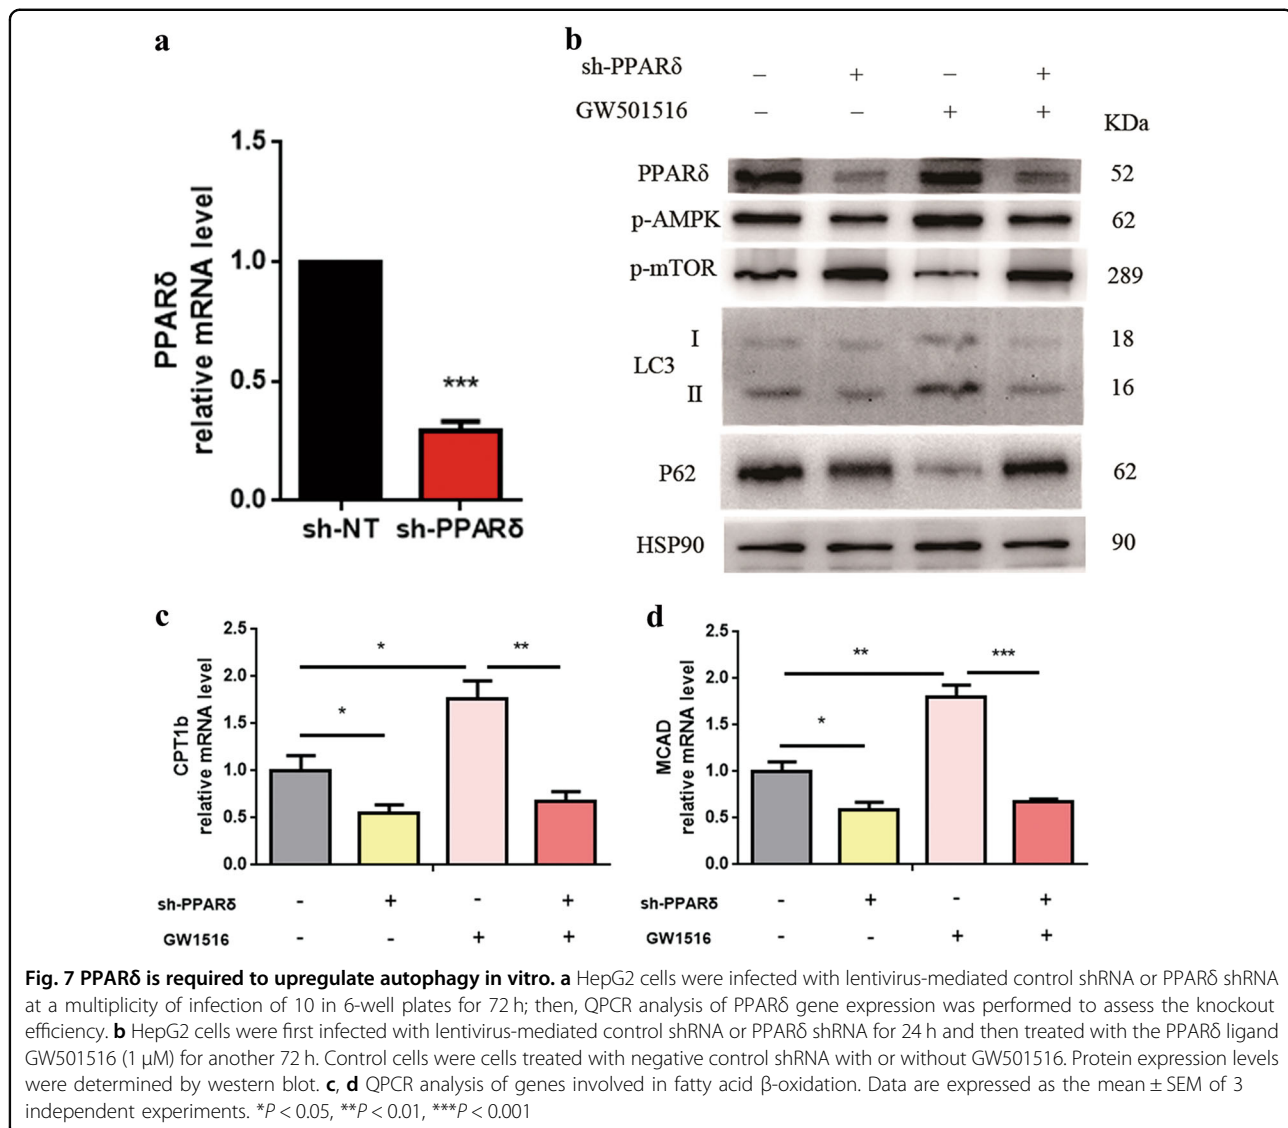 a
PPARδ
relative mRNA level
1.5
1.0
0.5
0.0
***
sh-NT sh-PPARδ
b
sh-PPARδ – + – +
GW501516 – – + +
KDa
PPARδ 52
p-AMPK 62
p-mTOR 289
LC3
I 18
II 16
P62 62
HSP90 90
c
CPT1b
relative mRNA level
2.5
2.0
1.5
1.0
0.5
0.0
* **
*
sh-PPARδ - + - +
GW1516 - - + +
d
MCAD
relative mRNA level
2.5
2.0
1.5
1.0
0.5
0.0
** ***
*
sh-PPARδ - + - +
GW1516 - - + +
Fig. 7 PPARδ is required to upregulate autophagy in vitro. a HepG2 cells were infected with lentivirus-mediated control shRNA or PPARδ shRNA
at a multiplicity of infection of 10 in 6-well plates for 72 h; then, QPCR analysis of PPARδ gene expression was performed to assess the knockout
efficiency. b HepG2 cells were first infected with lentivirus-mediated control shRNA or PPARδ shRNA for 24 h and then treated with the PPARδ ligand
GW501516 (1 μM) for another 72 h. Control cells were cells treated with negative control shRNA with or without GW501516. Protein expression levels
were determined by western blot. c, d QPCR analysis of genes involved in fatty acid β-oxidation. Data are expressed as the mean ± SEM of 3
independent experiments. *P < 0.05, **P < 0.01, ***P < 0.001